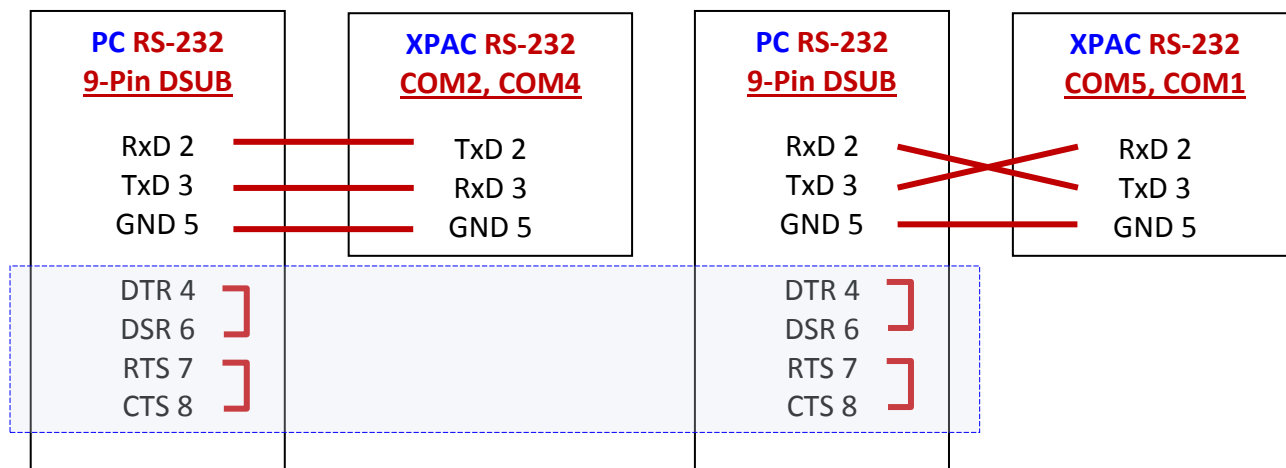 PC RS-232
9-Pin DSUB
RxD 2
TxD 3
GND 5
DTR 4
DSR 6
RTS 7
CTS 8
XPAC RS-232
COM2, COM4
TxD 2
RxD 3
GND 5
PC RS-232
9-Pin DSUB
RxD 2
TxD 3
GND 5
DTR 4
DSR 6
RTS 7
CTS 8
XPAC RS-232
COM5, COM1
RxD 2
TxD 3
GND 5